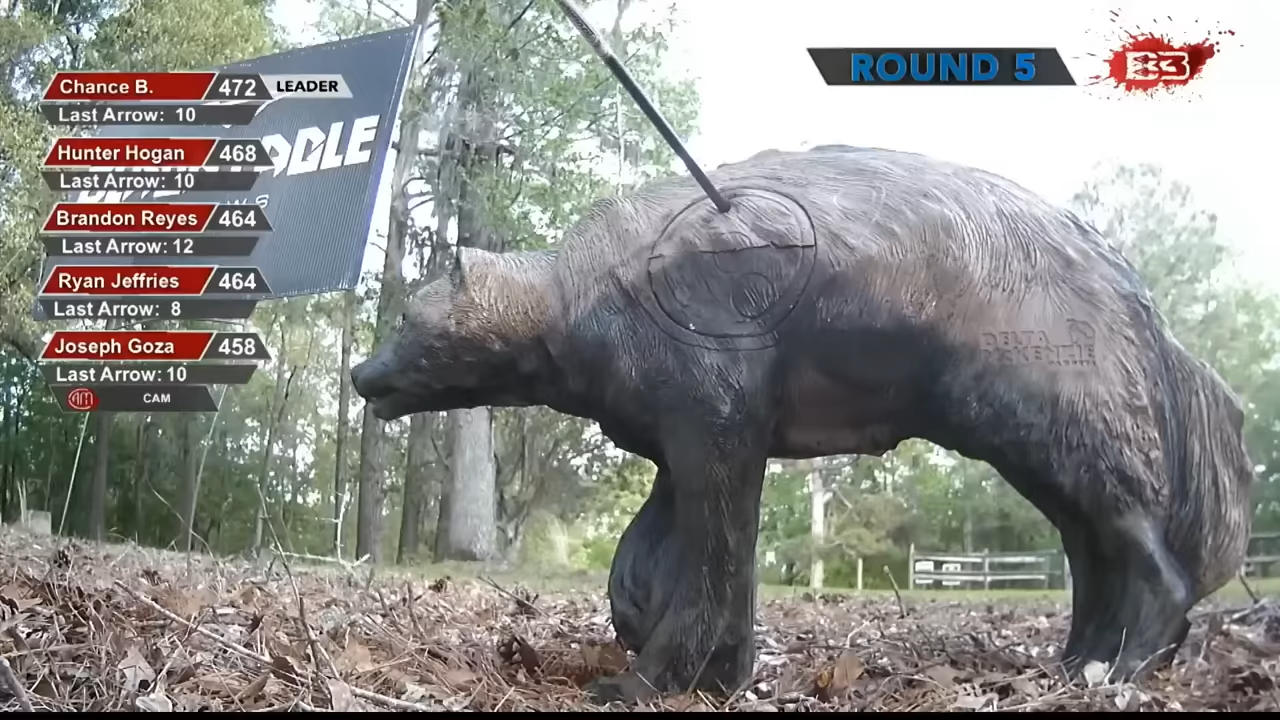 ROUND 5
B3
Chance B. 472 LEADER
Last Arrow: 10
Hunter Hogan 468
Last Arrow: 10
Brandon Reyes 464
Last Arrow: 12
Ryan Jeffries 464
Last Arrow: 8
Joseph Goza 458
Last Arrow: 10
CAM
DELTA
MCKENZIE